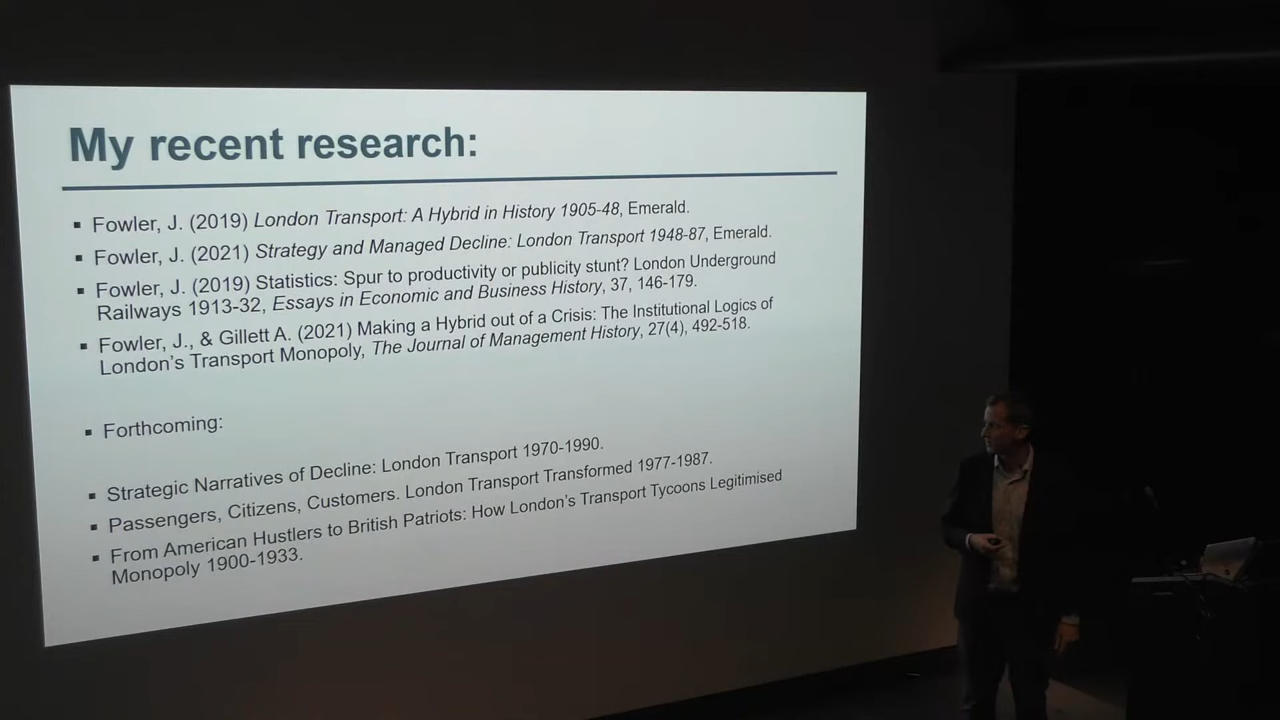 My recent research:
▪ Fowler, J. (2019) London Transport: A Hybrid in History 1905-48, Emerald.
▪ Fowler, J. (2021) Strategy and Managed Decline: London Transport 1948-87, Emerald.
▪ Fowler, J. (2019) Statistics: Spur to productivity or publicity stunt? London Underground
Railways 1913-32, Essays in Economic and Business History, 37, 146-179.
▪ Fowler, J., & Gillett A. (2021) Making a Hybrid out of a Crisis: The Institutional Logics of
London's Transport Monopoly, The Journal of Management History, 27(4), 492-518.
▪ Forthcoming:
▪ Strategic Narratives of Decline: London Transport 1970-1990.
▪ Passengers, Citizens, Customers. London Transport Transformed 1977-1987.
▪ From American Hustlers to British Patriots: How London's Transport Tycoons Legitimised
Monopoly 1900-1933.